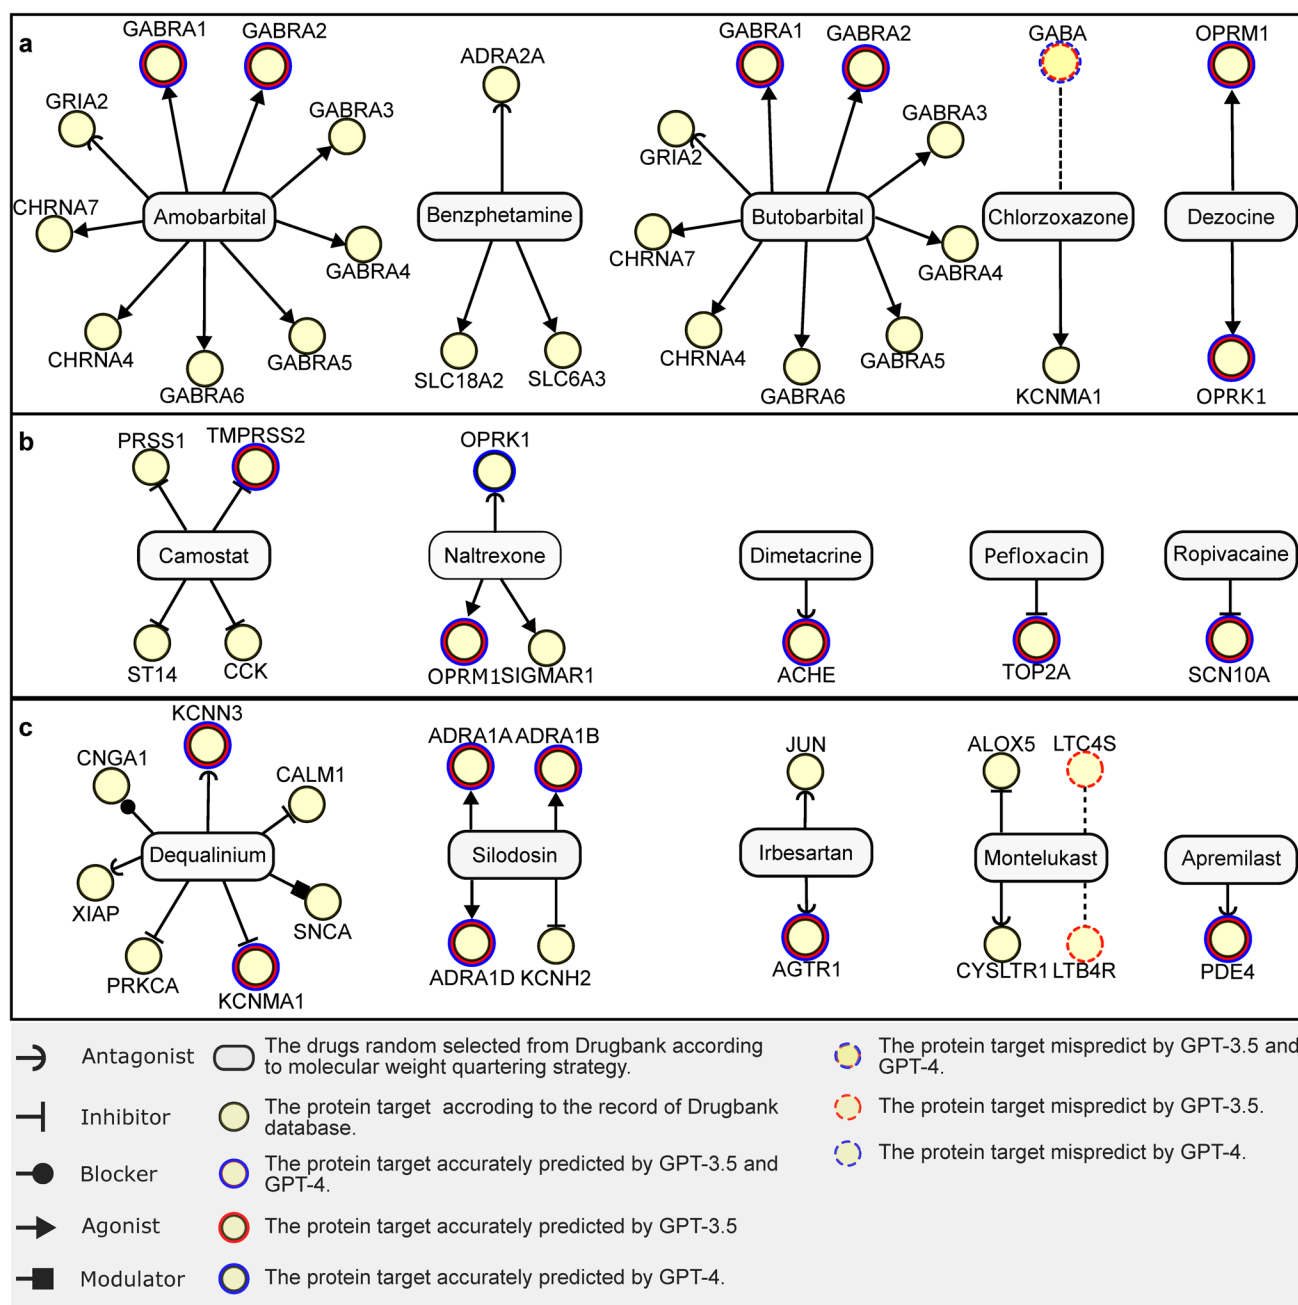 a
GABRA1
GABRA2
GRIA2
GABRA3
CHRNA7
Amobarbital
GABRA4
CHRNA4
GABRA5
GABRA6
ADRA2A
Benzphetamine
SLC18A2
SLC6A3
GABRA1
GABRA2
GRIA2
GABRA3
Butobarbital
CHRNA7
GABRA4
CHRNA4
GABRA5
GABRA6
GABA
Chlorzoxazone
KCNMA1
OPRM1
Dezocine
OPRK1
b
PRSS1
TMPRSS2
Camostat
ST14
CCK
OPRK1
Naltrexone
OPRM1
SIGMAR1
Dimetacrine
ACHE
Pefloxacin
TOP2A
Ropivacaine
SCN10A
c
KCNN3
CNGA1
CALM1
Dequalinium
XIAP
SNCA
PRKCA
KCNMA1
ADRA1A
ADRA1B
Silodosin
ADRA1D
KCNH2
JUN
Irbesartan
AGTR1
ALOX5
LTC4S
Montelukast
CYSLTR1
LTB4R
Apremilast
PDE4
Antagonist
Inhibitor
Blocker
Agonist
Modulator
The drugs random selected from Drugbank according
to molecular weight quartering strategy.
The protein target accroding to the record of Drugbank
database.
The protein target accurately predicted by GPT-3.5 and
GPT-4.
The protein target accurately predicted by GPT-3.5
The protein target accurately predicted by GPT-4.
The protein target mispredict by GPT-3.5 and
GPT-4.
The protein target mispredict by GPT-3.5.
The protein target mispredict by GPT-4.